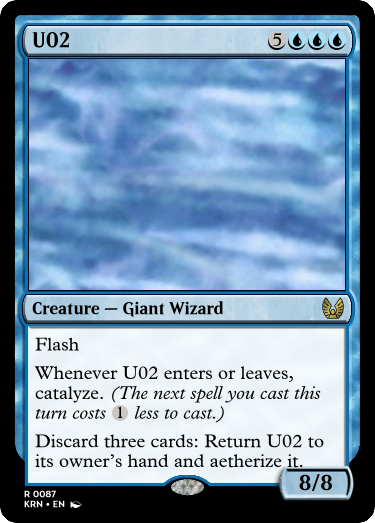 U02 5
Creature — Giant Wizard
Flash
Whenever U02 enters or leaves,
catalyze. (The next spell you cast this
turn costs 1 less to cast.)
Discard three cards: Return U02 to
its owner's hand and aetherize it.
8/8
R 0087
KRN • EN